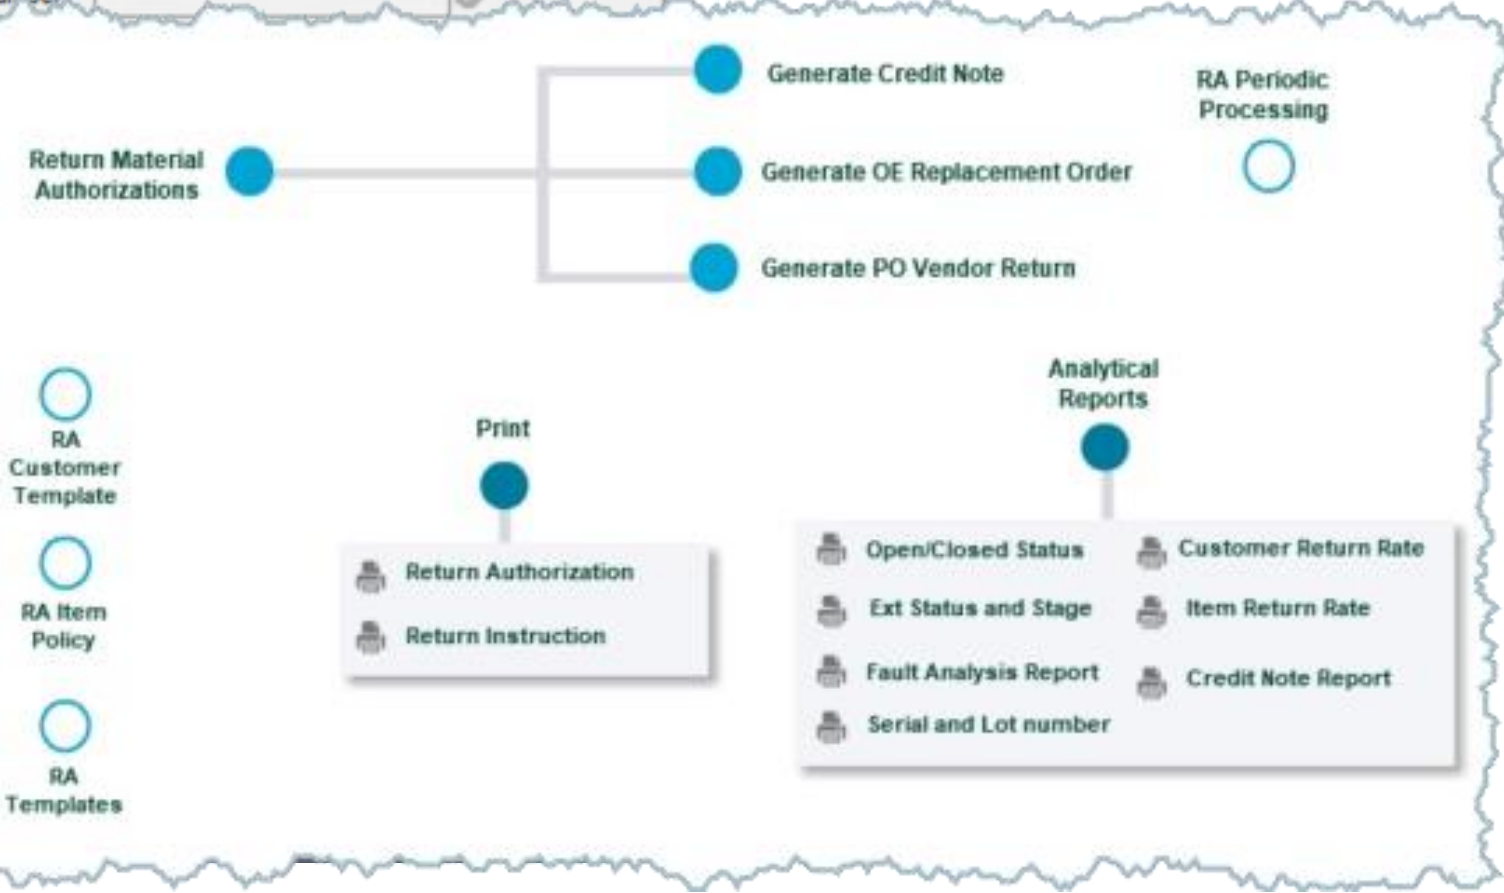 Generate Credit Note
RA Periodic
Processing
Return Material
Authorizations
Generate OE Replacement Order
Generate PO Vendor Return
RA
Customer
Template
RA Item
Policy
RA
Templates
Print
Return Authorization
Return Instruction
Analytical
Reports
Open/Closed Status
Customer Return Rate
Ext Status and Stage
Item Return Rate
Fault Analysis Report
Credit Note Report
Serial and Lot number